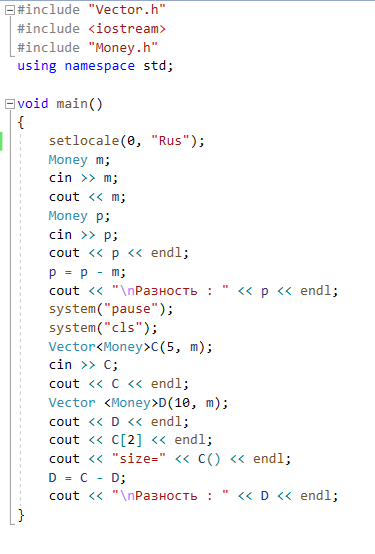 #include "Vector.h"
#include <iostream>
#include "Money.h"
using namespace std;
void main()
{
setlocale(0, "Rus");
Money m;
cin >> m;
cout << m;
Money p;
cin >> p;
cout << p << endl;
p = p - m;
cout << "\nРазность : " << p << endl;
system("pause");
system("cls");
Vector<Money>C(5, m);
cin >> C;
cout << C << endl;
Vector <Money>D(10, m);
cout << D << endl;
cout << C[2] << endl;
cout << "size=" << C() << endl;
D = C - D;
cout << "\nРазность : " << D << endl;
}